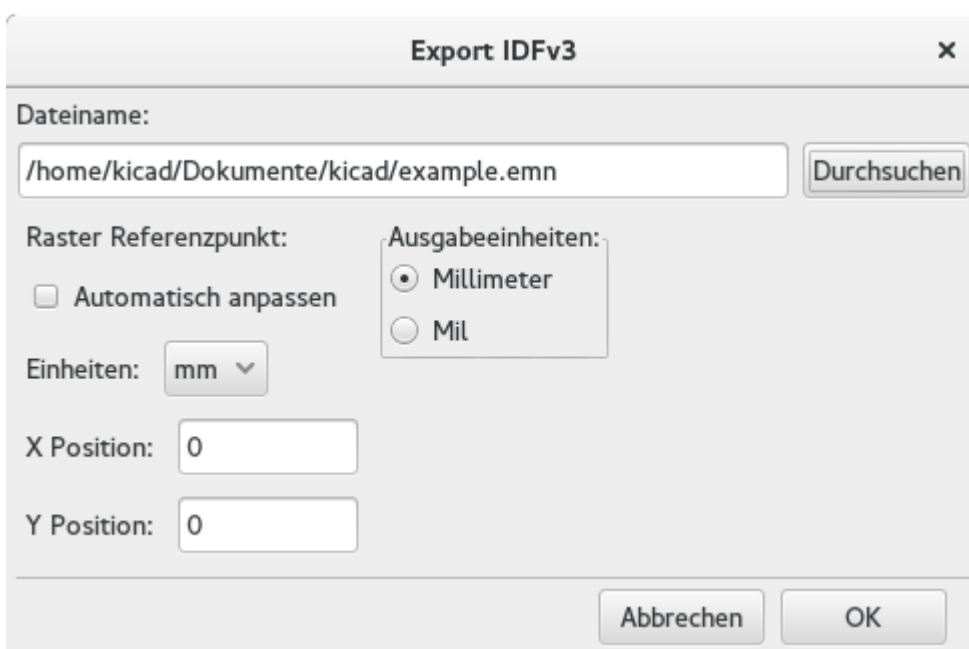 Export IDFv3
Dateiname:
/home/kicad/Dokumente/kicad/example.emn
Durchsuchen
Raster Referenzpunkt:
Automatisch anpassen
Einheiten: mm
X Position: 0
Y Position: 0
Ausgabeeinheiten:
Millimeter
Mil
Abbrechen
OK